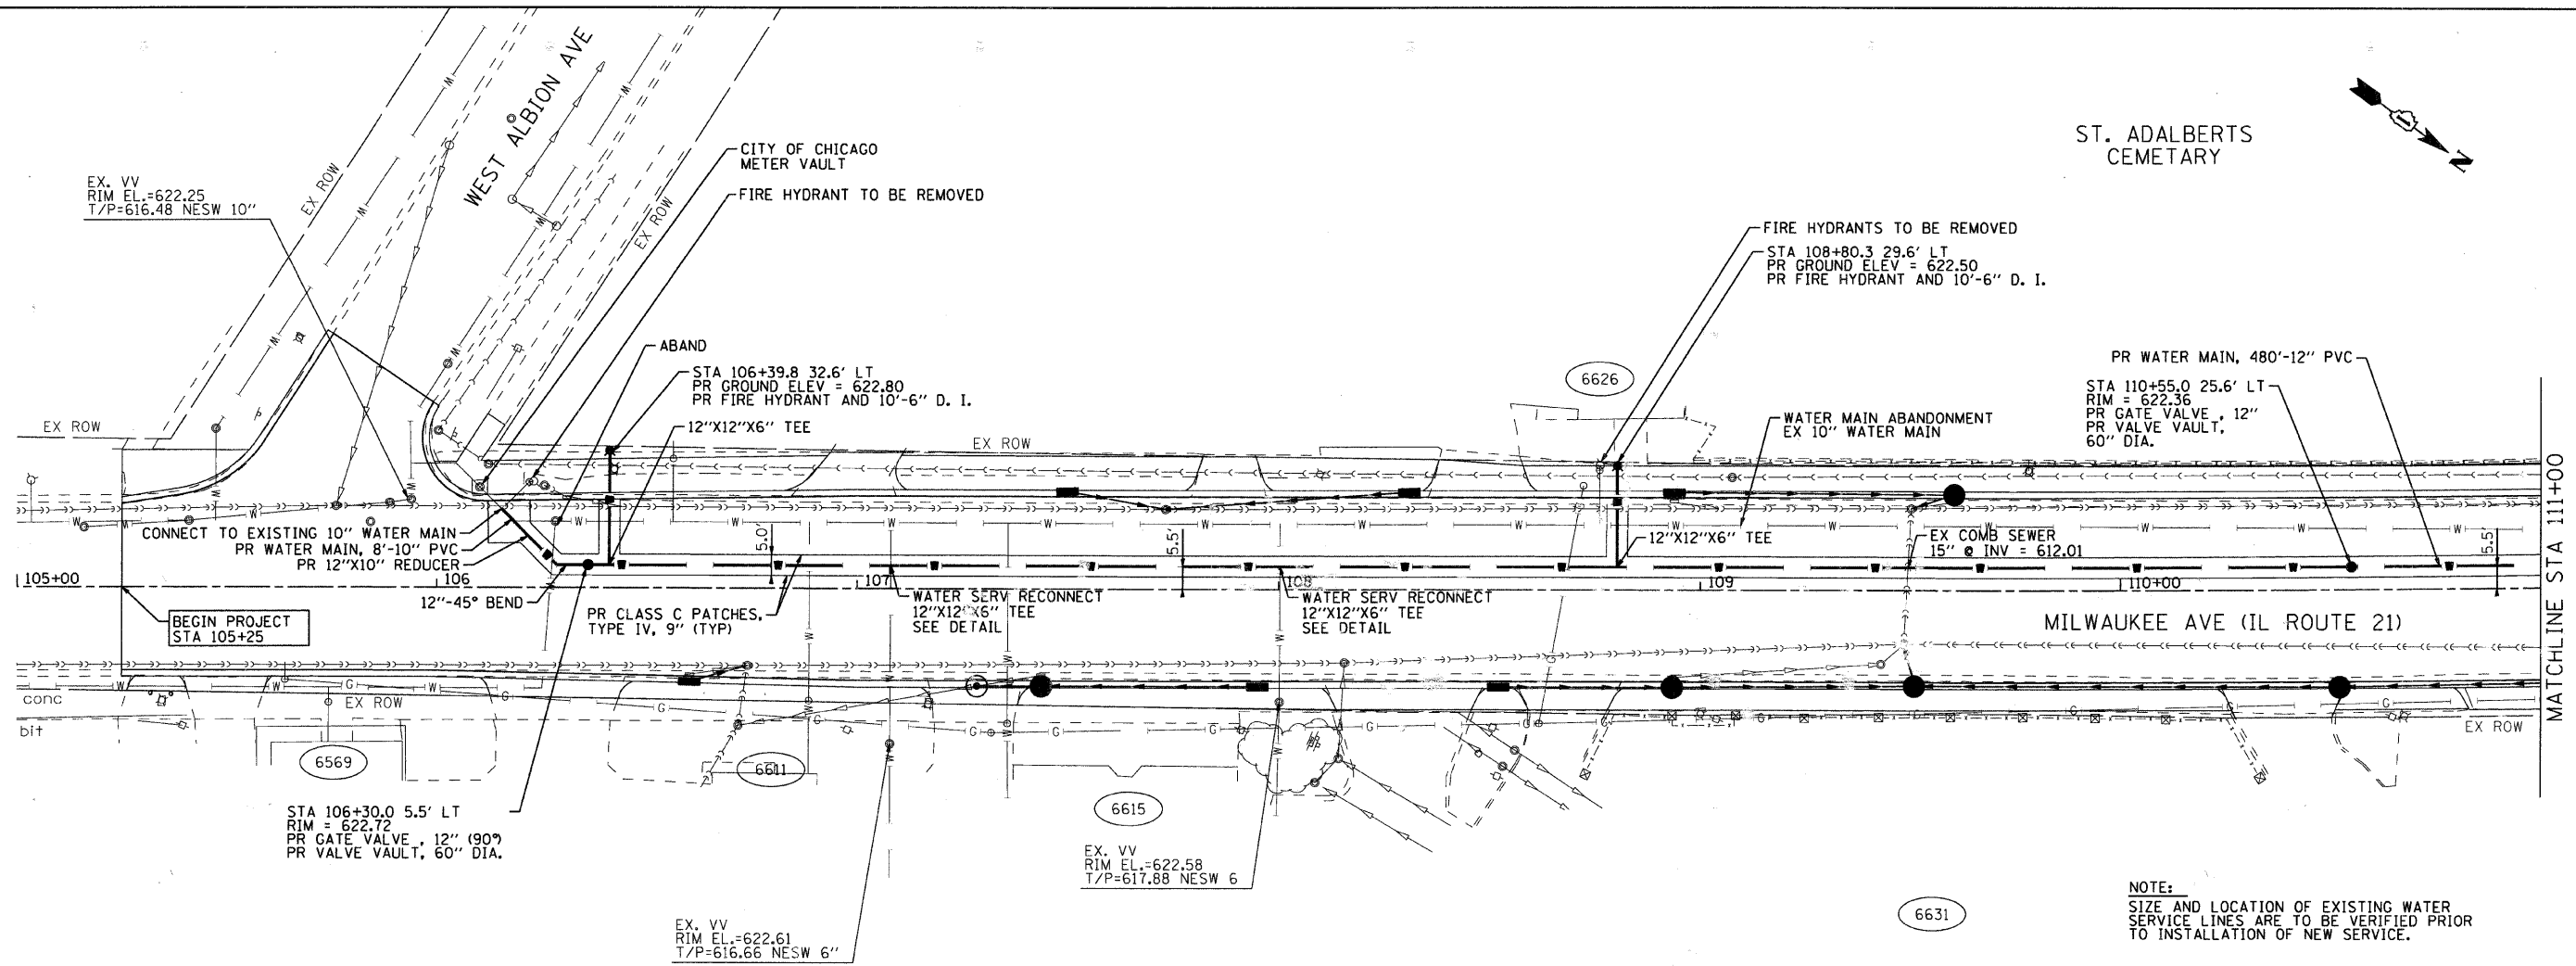 WEST ALBION AVE
EX ROW
EX ROW
CITY OF CHICAGO
METER VAULT
FIRE HYDRANT TO BE REMOVED
EX. VV
RIM EL.=622.25
T/P=616.48 NESW 10"
ST. ADALBERTS
CEMETARY
N
FIRE HYDRANTS TO BE REMOVED
STA 108+80.3 29.6' LT
PR GROUND ELEV = 622.50
PR FIRE HYDRANT AND 10'-6" D. I.
ABAND
STA 106+39.8 32.6' LT
PR GROUND ELEV = 622.80
PR FIRE HYDRANT AND 10'-6" D. I.
12"X12"X6" TEE
6626
WATER MAIN ABANDONMENT
EX 10" WATER MAIN
PR WATER MAIN, 480'-12" PVC
STA 110+55.0 25.6' LT
RIM = 622.36
PR GATE VALVE , 12"
PR VALVE VAULT,
60" DIA.
EX ROW
EX ROW
CONNECT TO EXISTING 10" WATER MAIN
PR WATER MAIN, 8'-10" PVC
PR 12"X10" REDUCER
5.0'
5.5'
12"X12"X6" TEE
EX COMB SEWER
15" @ INV = 612.01
5.5'
105+00
106
107
108
109
110+00
12"-45° BEND
BEGIN PROJECT
STA 105+25
PR CLASS C PATCHES,
TYPE IV, 9" (TYP)
WATER SERV RECONNECT
12"X12"X6" TEE
SEE DETAIL
WATER SERV RECONNECT
12"X12"X6" TEE
SEE DETAIL
MILWAUKEE AVE (IL ROUTE 21)
MATCHLINE STA 111+00
conc
bit
EX ROW
EX ROW
6569
6611
6615
6631
STA 106+30.0 5.5' LT
RIM = 622.72
PR GATE VALVE , 12" (90°)
PR VALVE VAULT, 60" DIA.
EX. VV
RIM EL.=622.58
T/P=617.88 NESW 6
EX. VV
RIM EL.=622.61
T/P=616.66 NESW 6"
NOTE:
SIZE AND LOCATION OF EXISTING WATER
SERVICE LINES ARE TO BE VERIFIED PRIOR
TO INSTALLATION OF NEW SERVICE.